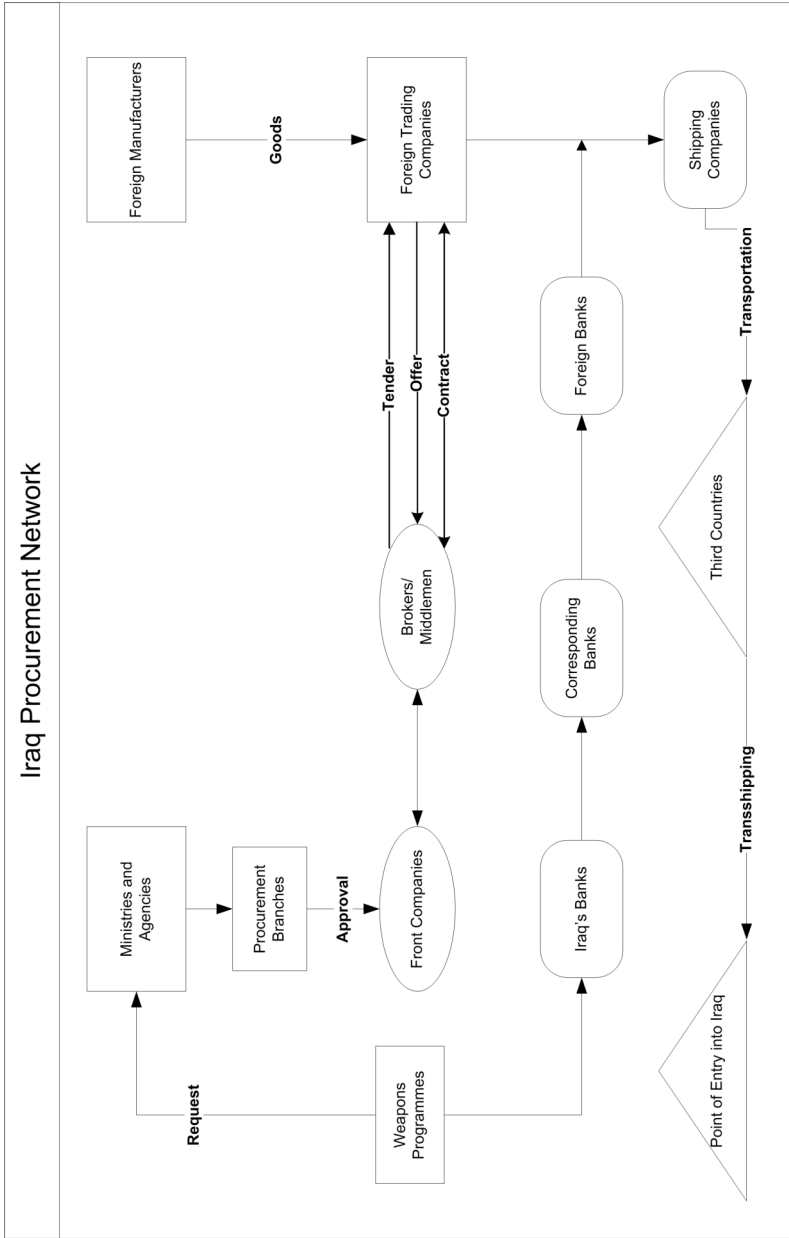 Iraq Procurement Network
Ministries and
Agencies
Foreign Manufacturers
Request
Procurement
Branches
Goods
Approval
Tender
Offer
Contract
Weapons
Programmes
Front Companies
Brokers/
Middlemen
Foreign Trading
Companies
Iraq's Banks
Corresponding
Banks
Foreign Banks
Shipping
Companies
Point of Entry into Iraq
Transshipping
Third Countries
Transportation